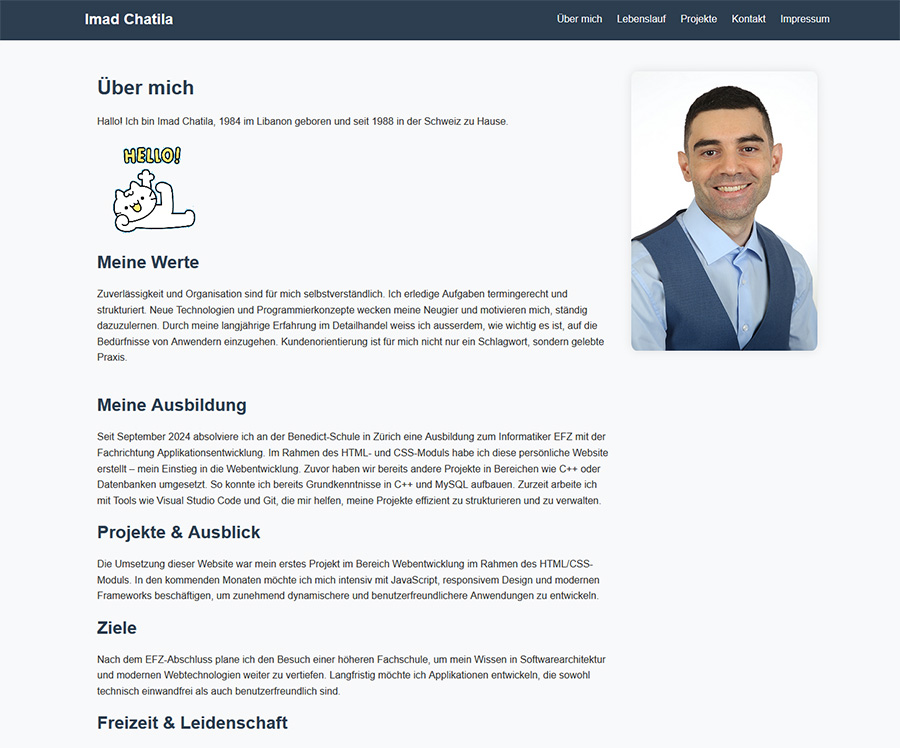 Imad Chatila
Über mich Lebenslauf Projekte Kontakt Impressum
Über mich
Hallo! Ich bin Imad Chatila, 1984 im Libanon geboren und seit 1988 in der Schweiz zu Hause.
HELLO!
Meine Werte
Zuverlässigkeit und Organisation sind für mich selbstverständlich. Ich erledige Aufgaben termingerecht und
strukturiert. Neue Technologien und Programmierkonzepte wecken meine Neugier und motivieren mich, ständig
dazuzulernen. Durch meine langjährige Erfahrung im Detailhandel weiss ich ausserdem, wie wichtig es ist, auf die
Bedürfnisse von Anwendern einzugehen. Kundenorientierung ist für mich nicht nur ein Schlagwort, sondern gelebte
Praxis.
Meine Ausbildung
Seit September 2024 absolviere ich an der Benedict-Schule in Zürich eine Ausbildung zum Informatiker EFZ mit der
Fachrichtung Applikationsentwicklung. Im Rahmen des HTML- und CSS-Moduls habe ich diese persönliche Website
erstellt – mein Einstieg in die Webentwicklung. Zuvor haben wir bereits andere Projekte in Bereichen wie C++ oder
Datenbanken umgesetzt. So konnte ich bereits Grundkenntnisse in C++ und MySQL aufbauen. Zurzeit arbeite ich
mit Tools wie Visual Studio Code und Git, die mir helfen, meine Projekte effizient zu strukturieren und zu verwalten.
Projekte & Ausblick
Die Umsetzung dieser Website war mein erstes Projekt im Bereich Webentwicklung im Rahmen des HTML/CSS-
Moduls. In den kommenden Monaten möchte ich mich intensiv mit JavaScript, responsivem Design und modernen
Frameworks beschäftigen, um zunehmend dynamischere und benutzerfreundlichere Anwendungen zu entwickeln.
Ziele
Nach dem EFZ-Abschluss plane ich den Besuch einer höheren Fachschule, um mein Wissen in Softwarearchitektur
und modernen Webtechnologien weiter zu vertiefen. Langfristig möchte ich Applikationen entwickeln, die sowohl
technisch einwandfrei als auch benutzerfreundlich sind.
Freizeit & Leidenschaft